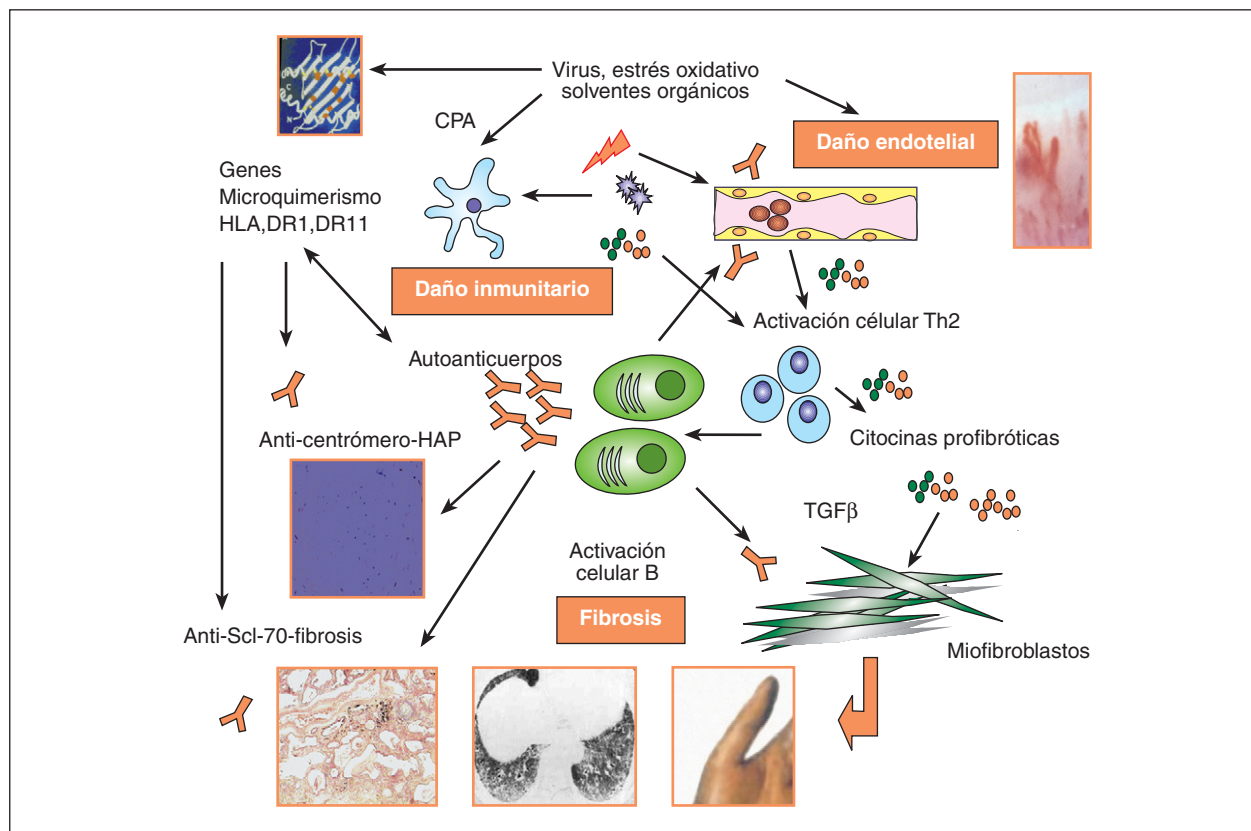 Virus, estrés oxidativo
solventes orgánicos
CPA
Daño endotelial
Genes
Microquimerismo
HLA,DR1,DR11
Daño inmunitario
Activación célular Th2
Autoanticuerpos
Anti-centrómero-HAP
Citocinas profibróticas
TGFβ
Activación
celular B
Fibrosis
Anti-Scl-70-fibrosis
Miofibroblastos
C
N